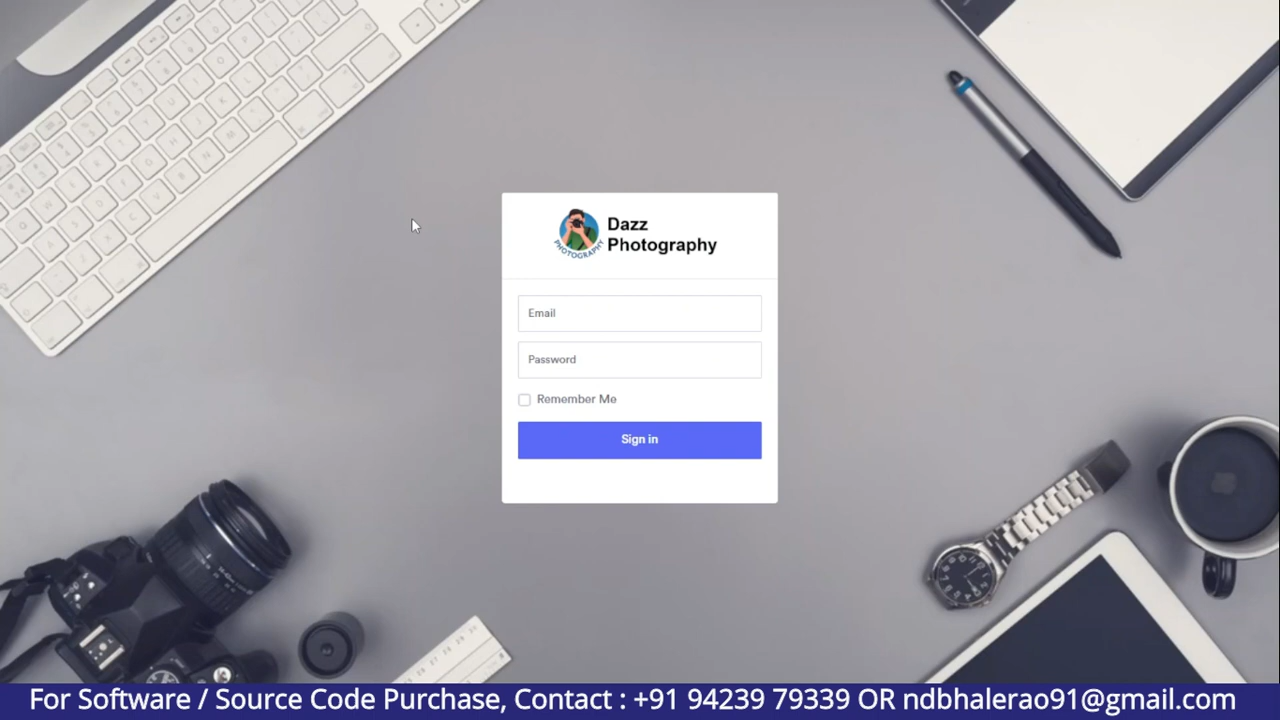 Dazz
Photography
PHOTOGRAPHY
Email
Password
Remember Me
Sign in
For Software / Source Code Purchase, Contact : +91 94239 79339 OR ndbhalerao91@gmail.com